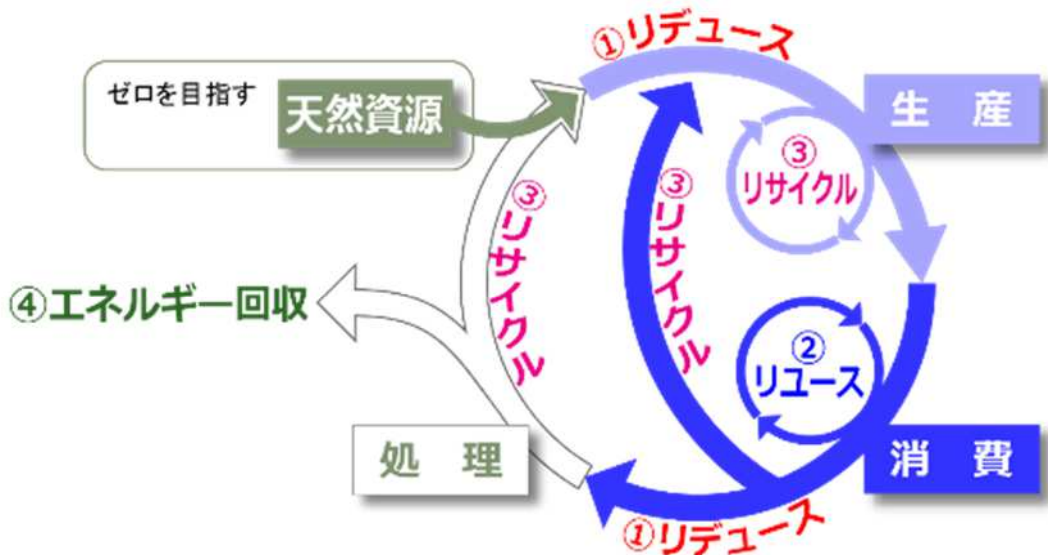 ①リデュース
ゼロを目指す
天然資源
生 産
③
リサイクル
③リサイクル
③リサイクル
④エネルギー回収
②
リユース
処 理
消 費
①リデュース